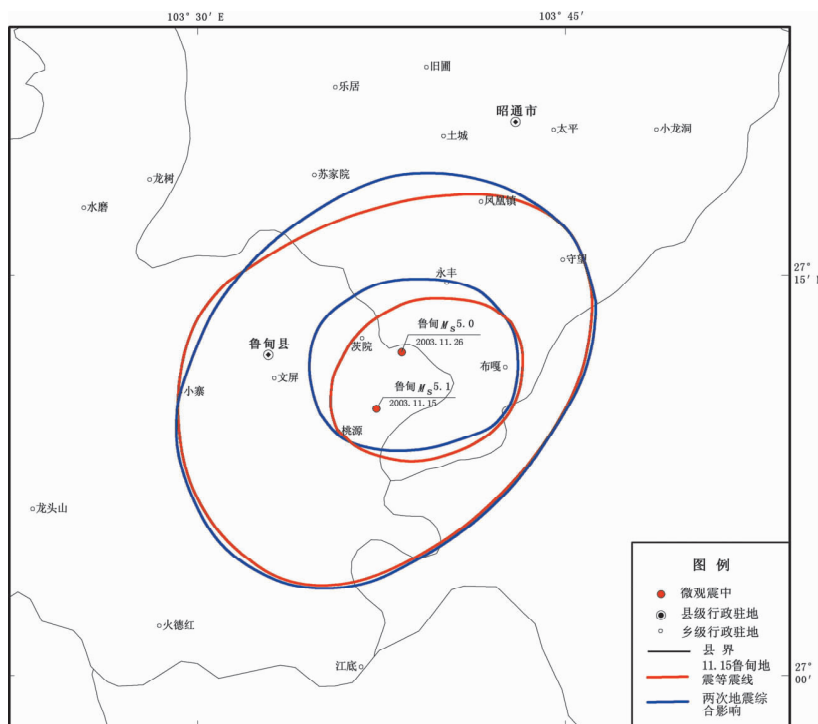 103° 30′ E
103° 45′
旧圃
乐居
昭通市
土城
太平
小龙洞
苏家院
龙树
水磨
凤凰镇
守望
27°
15′ N
永丰
鲁甸 MS5.0
2003.11.26
茨院
鲁甸县
布嘎
文屏
鲁甸 MS5.1
2003.11.15
小寨
桃源
龙头山
火德红
江底
图 例
微观震中
县级行政驻地
乡级行政驻地
县 界
11.15鲁甸地
震等震线
两次地震综
合影响
27°
00′